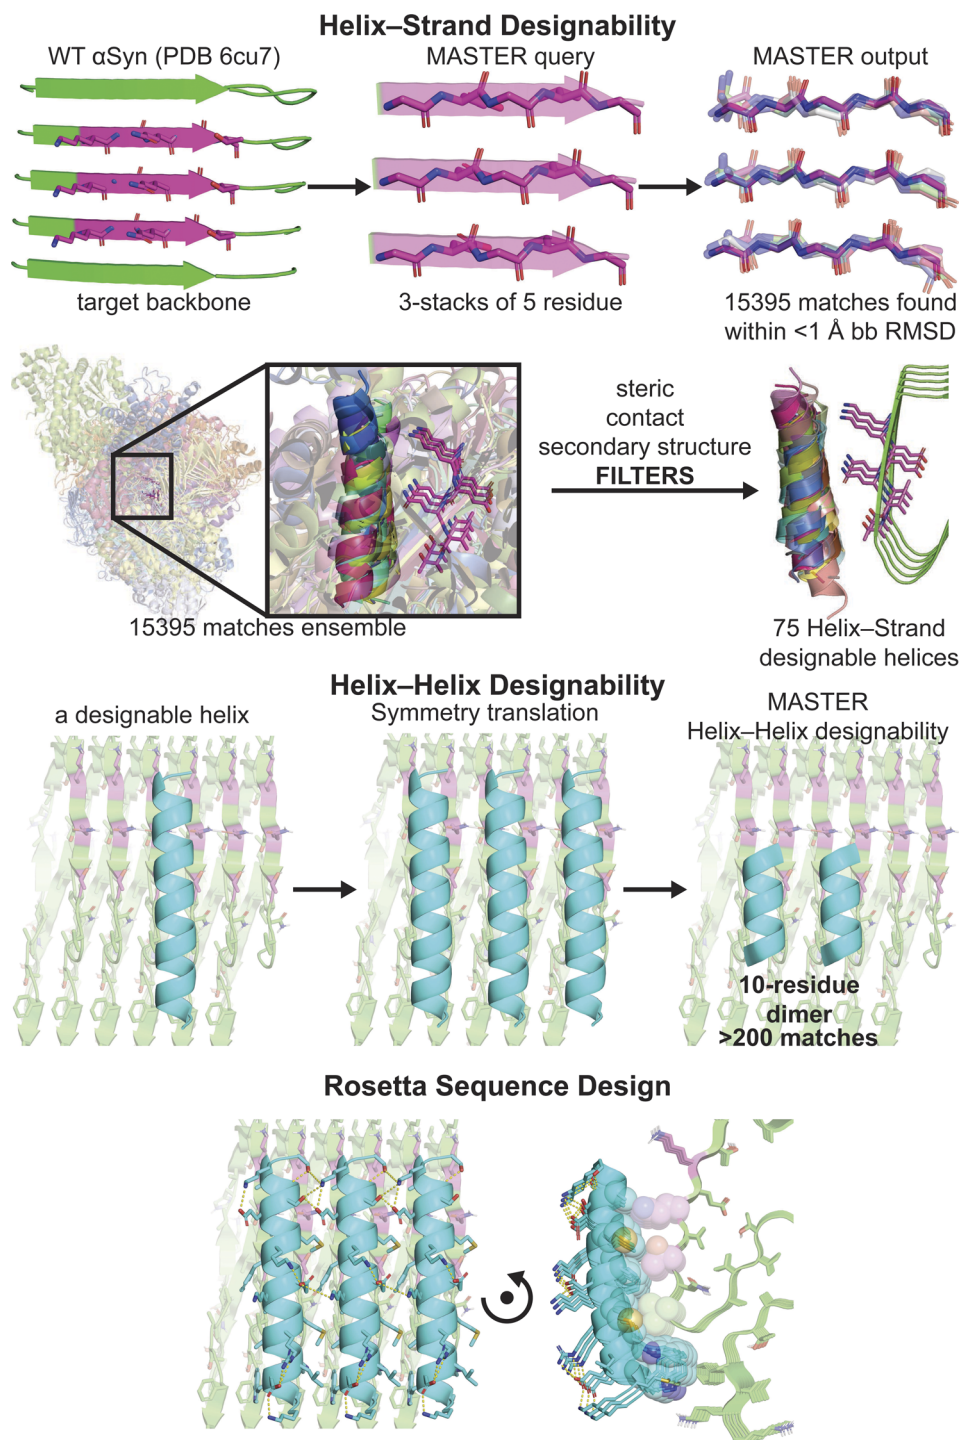 Helix–Strand Designability
WT αSyn (PDB 6cu7)
MASTER query
MASTER output
target backbone
3-stacks of 5 residue
15395 matches found
within <1 Å bb RMSD
steric
contact
secondary structure
FILTERS
15395 matches ensemble
75 Helix–Strand
designable helices
Helix–Helix Designability
a designable helix
Symmetry translation
MASTER
Helix–Helix designability
10-residue
dimer
>200 matches
Rosetta Sequence Design